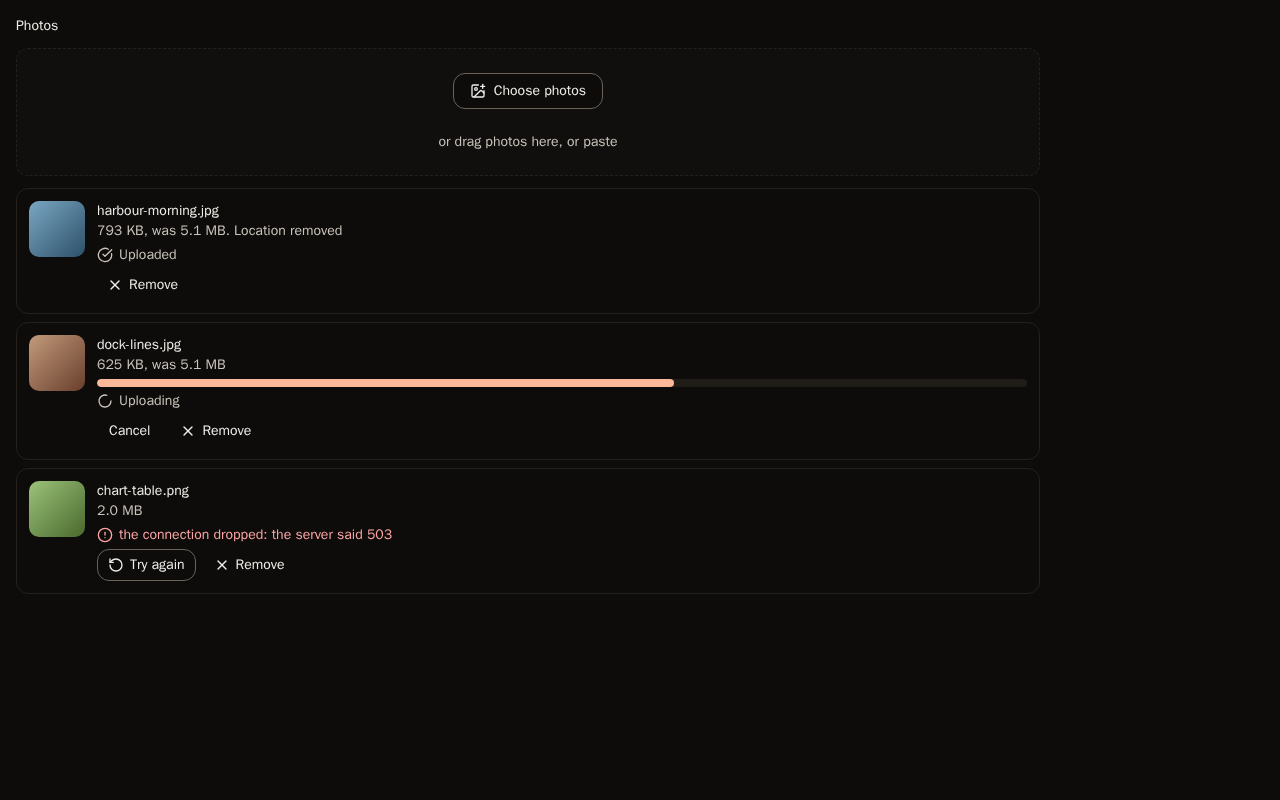 Photos
Choose photos
or drag photos here, or paste
harbour-morning.jpg
793 KB, was 5.1 MB. Location removed
Uploaded
Remove
dock-lines.jpg
625 KB, was 5.1 MB
Uploading
Cancel Remove
chart-table.png
2.0 MB
the connection dropped: the server said 503
Try again Remove